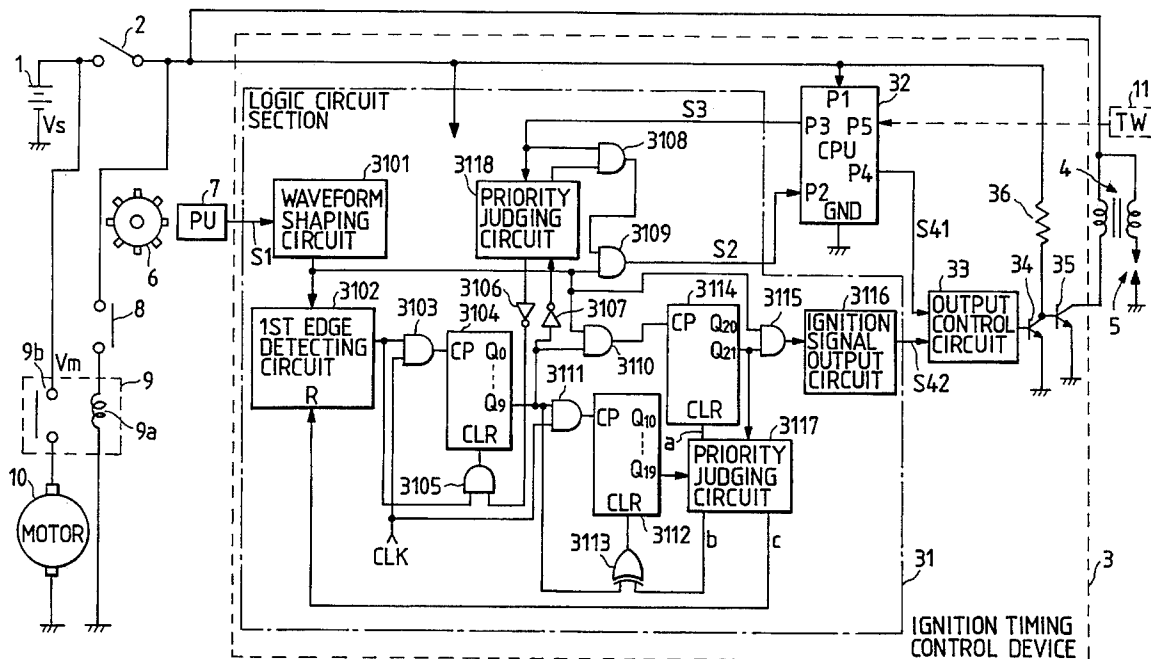 1
2
Vs
6
7
PU
S1
8
9b
Vm
9
9a
10
MOTOR
LOGIC CIRCUIT
SECTION
3101
WAVEFORM
SHAPING
CIRCUIT
3118
PRIORITY
JUDGING
CIRCUIT
S3
3108
3109
S2
32
P1
P3 P5
CPU
P4
P2
GND
11
TW
4
5
36
S41
3102
1ST EDGE
DETECTING
CIRCUIT
R
3103
3104
CP Q0
Q9
CLR
3105
3106
3107
3110
3111
CP Q10
Q19
CLR
3112
3113
CLK
3114
CP Q20
Q21
CLR
a
3115
3116
IGNITION
SIGNAL
OUTPUT
CIRCUIT
S42
33
OUTPUT
CONTROL
CIRCUIT
34
35
3117
PRIORITY
JUDGING
CIRCUIT
b
c
31
3
IGNITION TIMING
CONTROL DEVICE